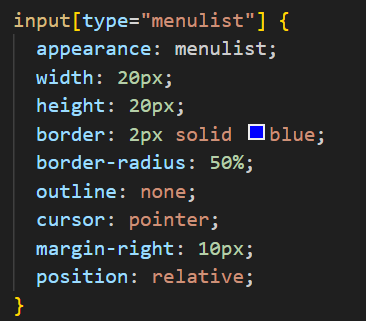 input[type="menulist"] {
  appearance: menulist;
  width: 20px;
  height: 20px;
  border: 2px solid blue;
  border-radius: 50%;
  outline: none;
  cursor: pointer;
  margin-right: 10px;
  position: relative;
}